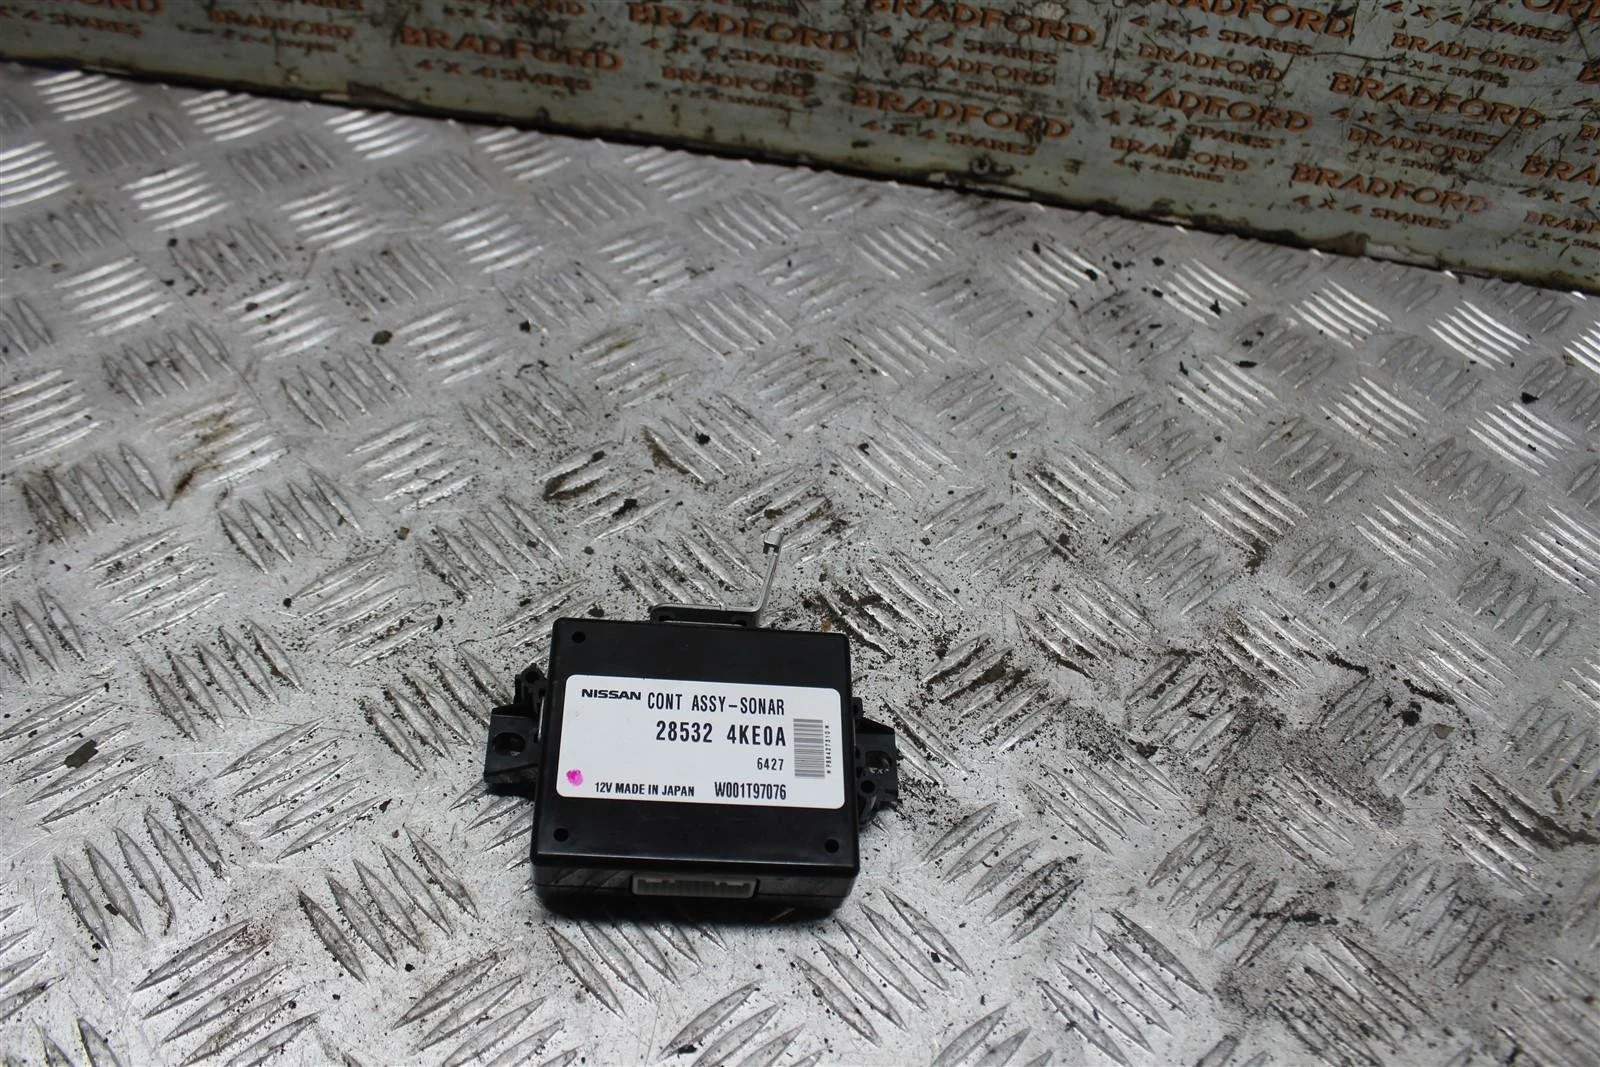 BRADFORD
4 X 4 SPARES
NISSAN CONT ASSY-SONAR
28532 4KE0A
6427
12V MADE IN JAPAN W001T97076